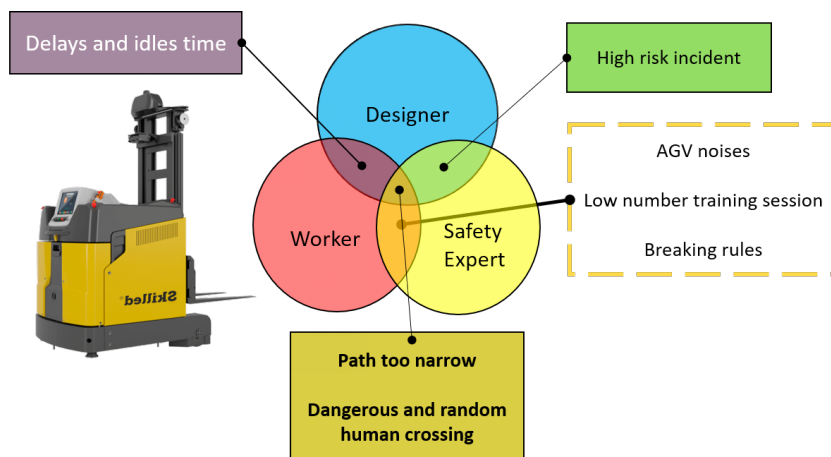 Delays and idles time
High risk incident
Designer
AGV noises
Low number training session
Worker
Safety
Expert
Breaking rules
Skilled
Path too narrow
Dangerous and random
human crossing